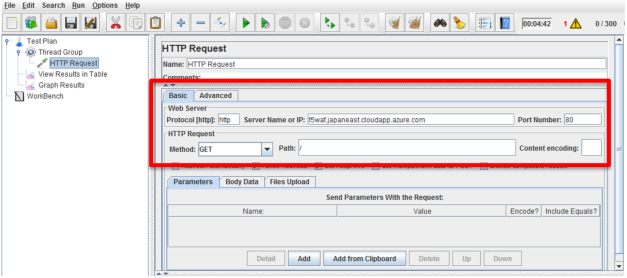 File Edit Search Run Options Help
00:04:42 1 0 / 300
Test Plan
Thread Group
HTTP Request
View Results in Table
Graph Results
WorkBench
HTTP Request
Name: HTTP Request
Comments:
Basic Advanced
Web Server
Protocol [http]: http Server Name or IP: f5waf.japaneast.cloudapp.azure.com Port Number: 80
HTTP Request
Method: GET Path: / Content encoding:
Parameters Body Data Files Upload
Send Parameters With the Request:
Name: Value Encode? Include Equals?
Detail Add Add from Clipboard Delete Up Down